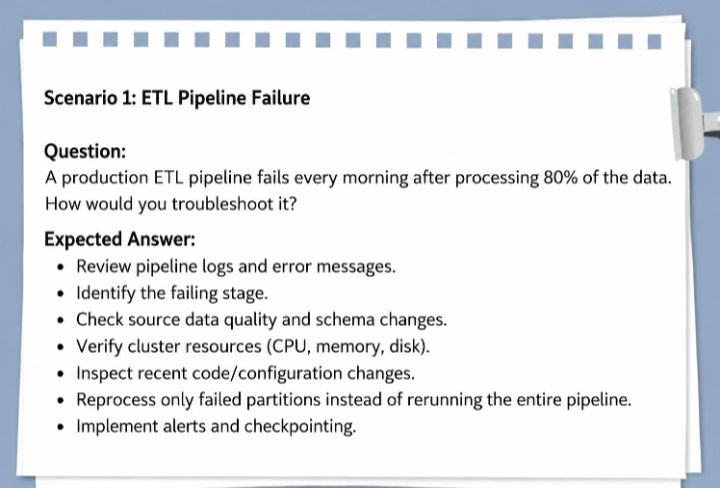 Scenario 1: ETL Pipeline Failure
Question:
A production ETL pipeline fails every morning after processing 80% of the data.
How would you troubleshoot it?
Expected Answer:
• Review pipeline logs and error messages.
• Identify the failing stage.
• Check source data quality and schema changes.
• Verify cluster resources (CPU, memory, disk).
• Inspect recent code/configuration changes.
• Reprocess only failed partitions instead of rerunning the entire pipeline.
• Implement alerts and checkpointing.